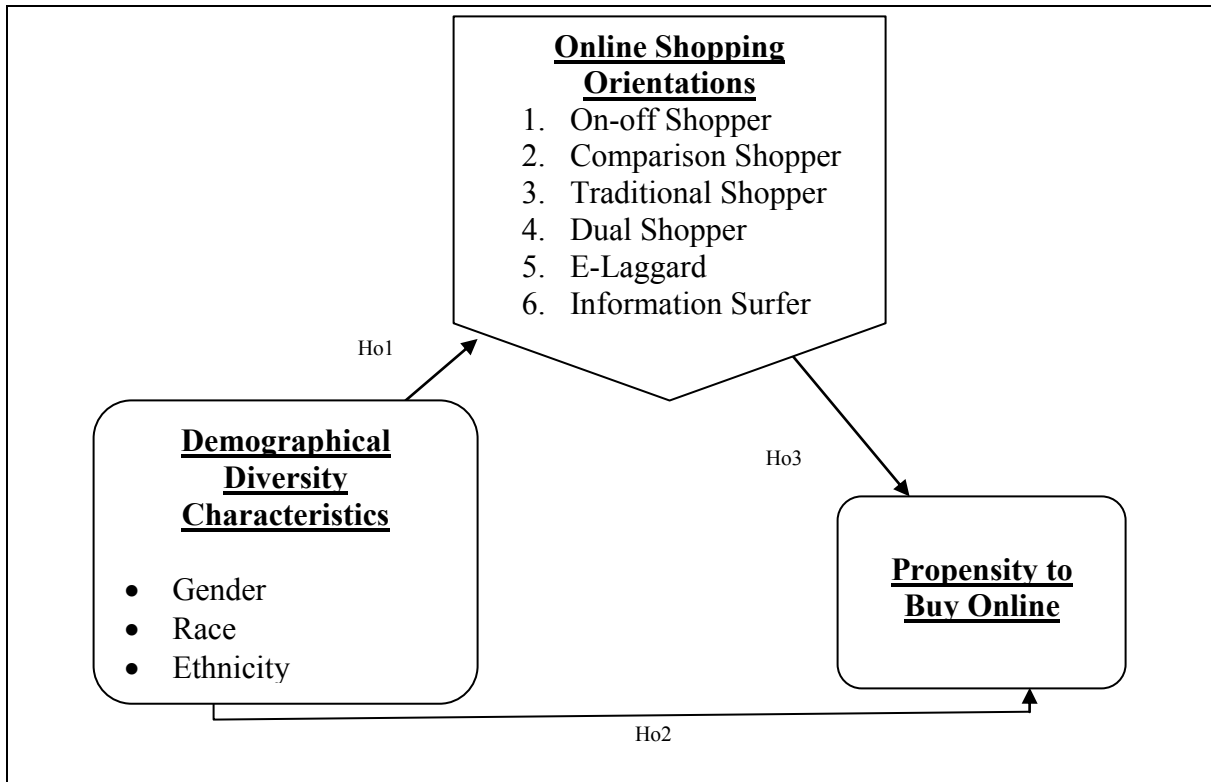 Online Shopping
Orientations
1. On-off Shopper
2. Comparison Shopper
3. Traditional Shopper
4. Dual Shopper
5. E-Laggard
6. Information Surfer
Ho1
Demographical
Diversity
Characteristics
• Gender
• Race
• Ethnicity
Ho3
Propensity to
Buy Online
Ho2